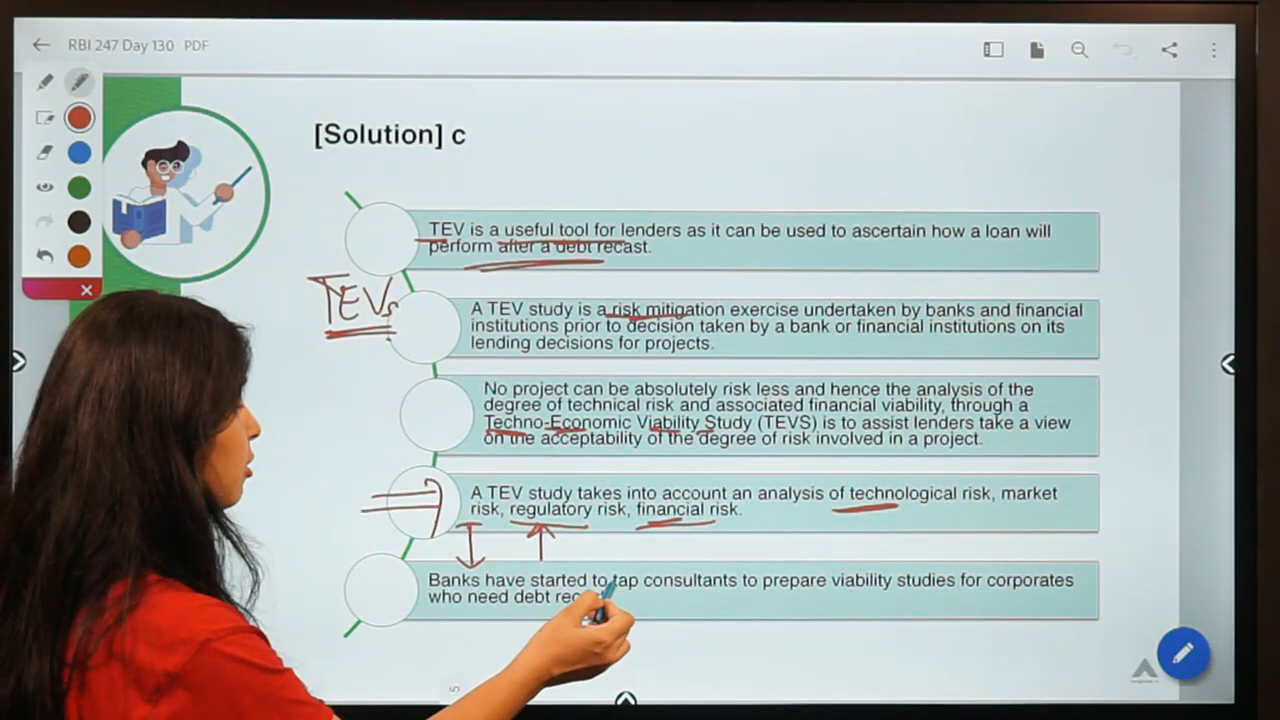 RBI 247 Day 130 PDF
[Solution] c
TEV is a useful tool for lenders as it can be used to ascertain how a loan will
perform after a debt recast.
TEVs
A TEV study is a risk mitigation exercise undertaken by banks and financial
institutions prior to decision taken by a bank or financial institutions on its
lending decisions for projects.
No project can be absolutely risk less and hence the analysis of the
degree of technical risk and associated financial viability, through a
Techno-Economic Viability Study (TEVS) is to assist lenders take a view
on the acceptability of the degree of risk involved in a project.
A TEV study takes into account an analysis of technological risk, market
risk, regulatory risk, financial risk.
Banks have started to tap consultants to prepare viability studies for corporates
who need debt
5